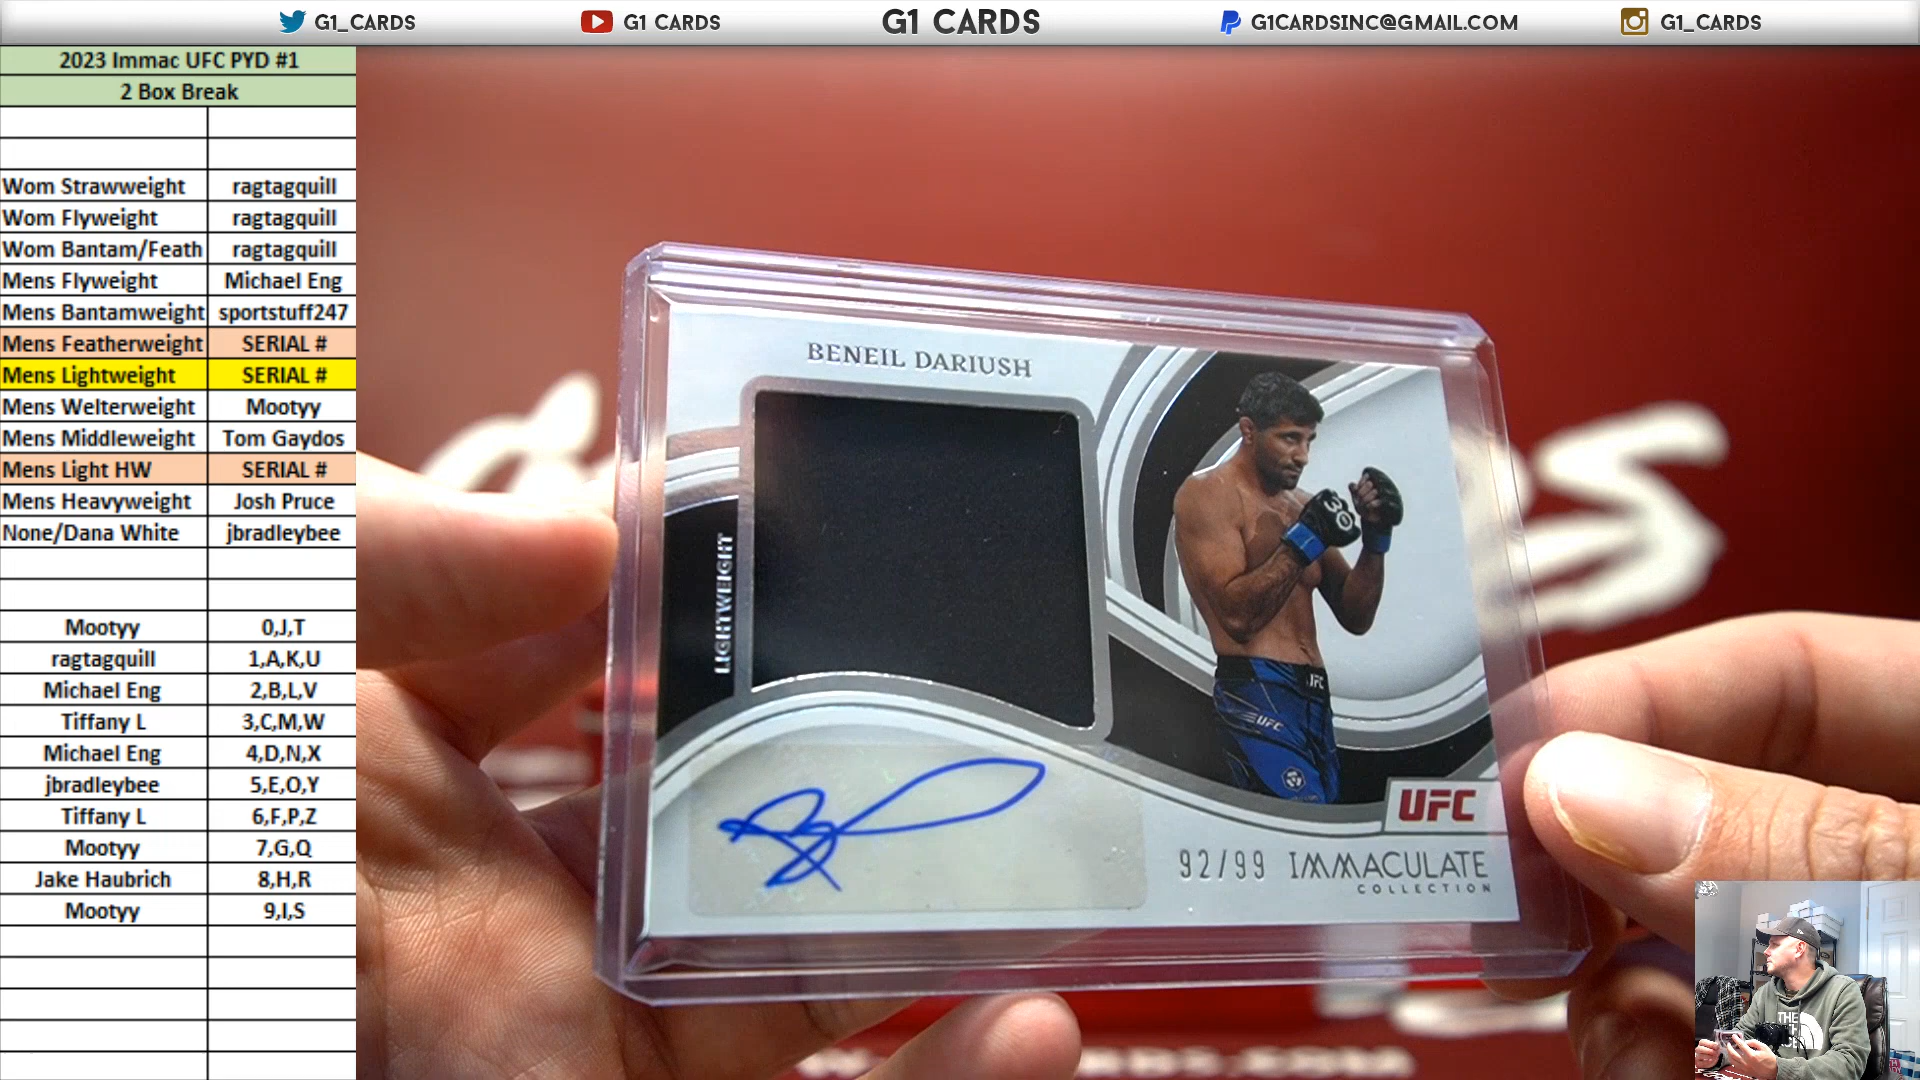 G1_CARDS
G1 CARDS
G1 CARDS
G1CARDSINC@GMAIL.COM
G1_CARDS
2023 Immac UFC PYD #1
2 Box Break
Wom Strawweight ragtagquill
Wom Flyweight ragtagquill
Wom Bantam/Feath ragtagquill
Mens Flyweight Michael Eng
Mens Bantamweight sportstuff247
Mens Featherweight SERIAL #
Mens Lightweight SERIAL #
Mens Welterweight Mootyy
Mens Middleweight Tom Gaydos
Mens Light HW SERIAL #
Mens Heavyweight Josh Pruce
None/Dana White jbradleybee
Mootyy 0,J,T
ragtagquill 1,A,K,U
Michael Eng 2,B,L,V
Tiffany L 3,C,M,W
Michael Eng 4,D,N,X
jbradleybee 5,E,O,Y
Tiffany L 6,F,P,Z
Mootyy 7,G,Q
Jake Haubrich 8,H,R
Mootyy 9,I,S
BENEIL DARIUSH
LIGHTWEIGHT
30
UFC
UFC
UFC
92/99 IMMACULATE
COLLECTION
THE